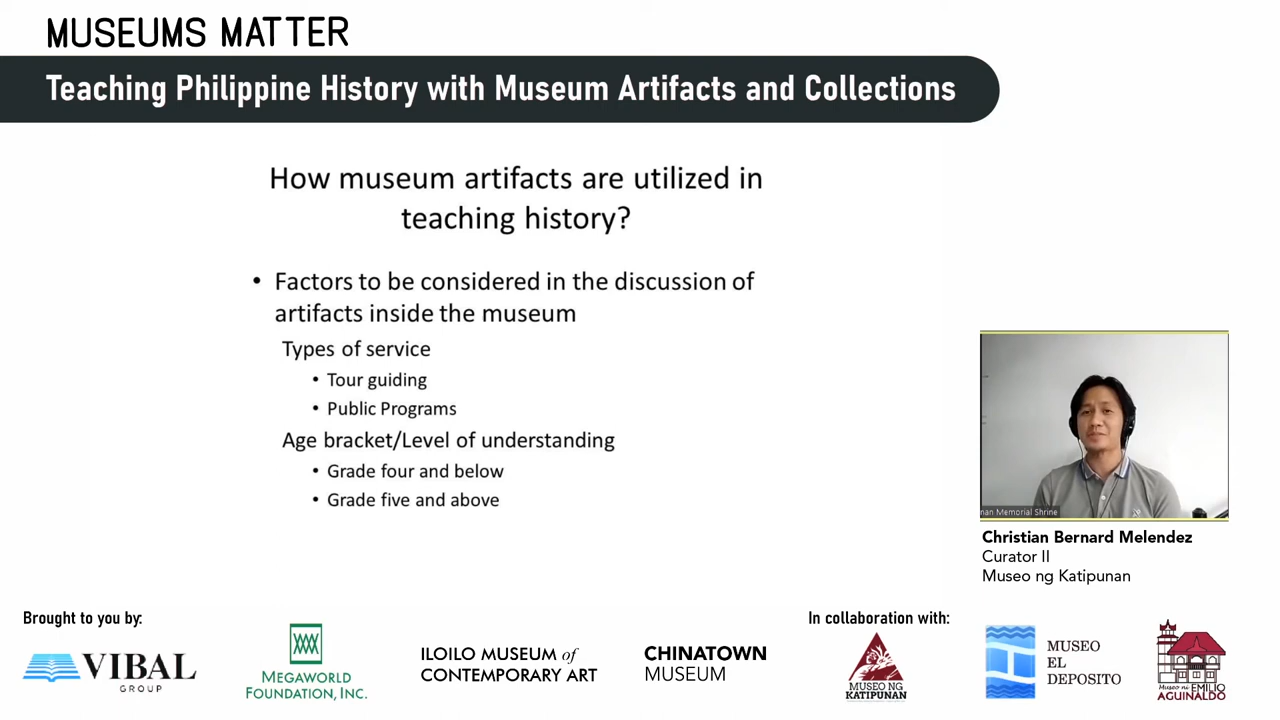 MUSEUMS MATTER
Teaching Philippine History with Museum Artifacts and Collections
How museum artifacts are utilized in
teaching history?
• Factors to be considered in the discussion of
artifacts inside the museum
Types of service
• Tour guiding
• Public Programs
Age bracket/Level of understanding
• Grade four and below
• Grade five and above
nan Memorial Shrine
Christian Bernard Melendez
Curator II
Museo ng Katipunan
Brought to you by:
VIBAL
GROUP
MEGAWORLD
FOUNDATION, INC.
ILOILO MUSEUM of
CONTEMPORARY ART
CHINATOWN
MUSEUM
In collaboration with:
MUSEO NG
KATIPUNAN
MUSEO
EL
DEPOSITO
Museo ni EMILIO
AGUINALDO